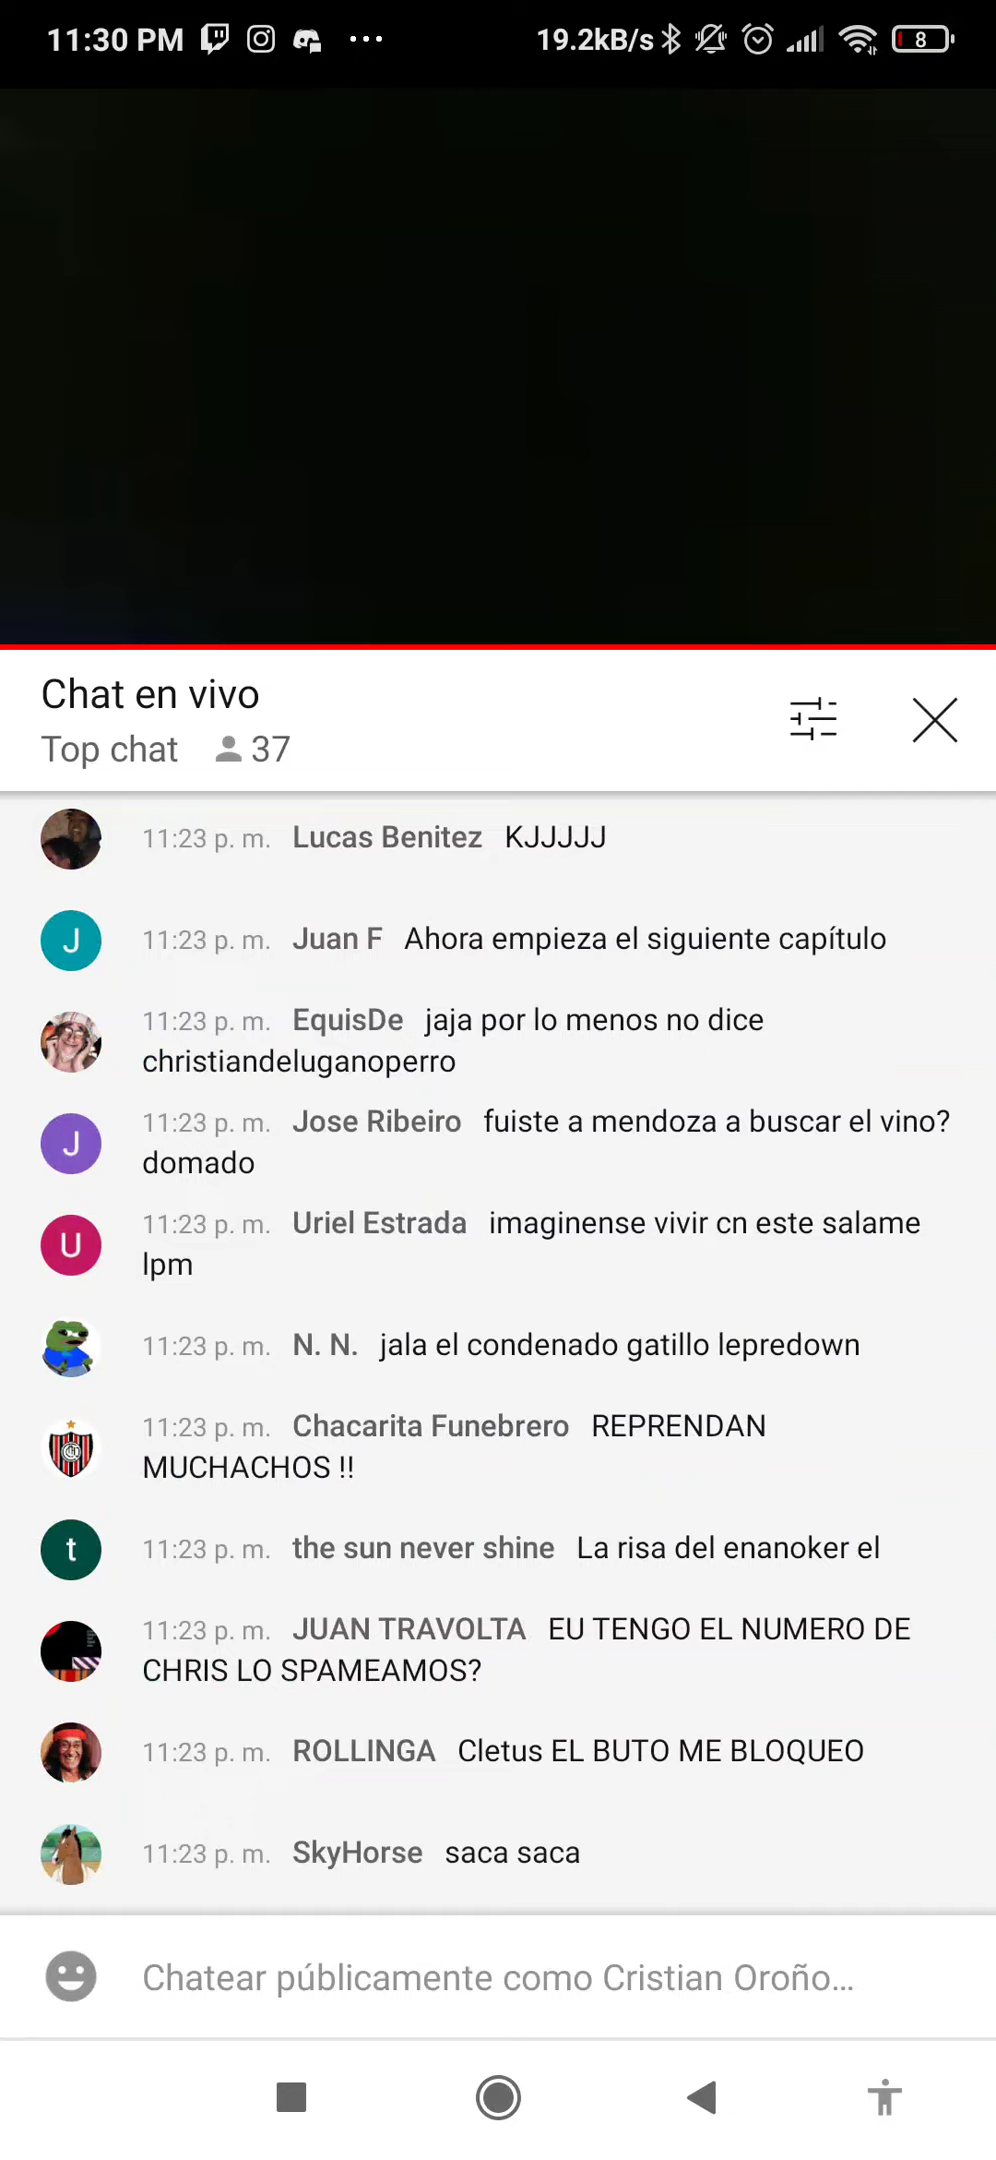 11:30 PM 19.2kB/s 8
Chat en vivo
Top chat 37
11:23 p. m. Lucas Benitez KJJJJJ
J 11:23 p. m. Juan F Ahora empieza el siguiente capítulo
11:23 p. m. EquisDe jaja por lo menos no dice
christiandeluganoperro
J 11:23 p. m. Jose Ribeiro fuiste a mendoza a buscar el vino?
domado
U 11:23 p. m. Uriel Estrada imaginense vivir cn este salame
lpm
11:23 p. m. N. N. jala el condenado gatillo lepredown
11:23 p. m. Chacarita Funebrero REPRENDAN
MUCHACHOS !!
t 11:23 p. m. the sun never shine La risa del enanoker el
11:23 p. m. JUAN TRAVOLTA EU TENGO EL NUMERO DE
CHRIS LO SPAMEAMOS?
11:23 p. m. ROLLINGA Cletus EL BUTO ME BLOQUEO
11:23 p. m. SkyHorse saca saca
Chatear públicamente como Cristian Oroño...